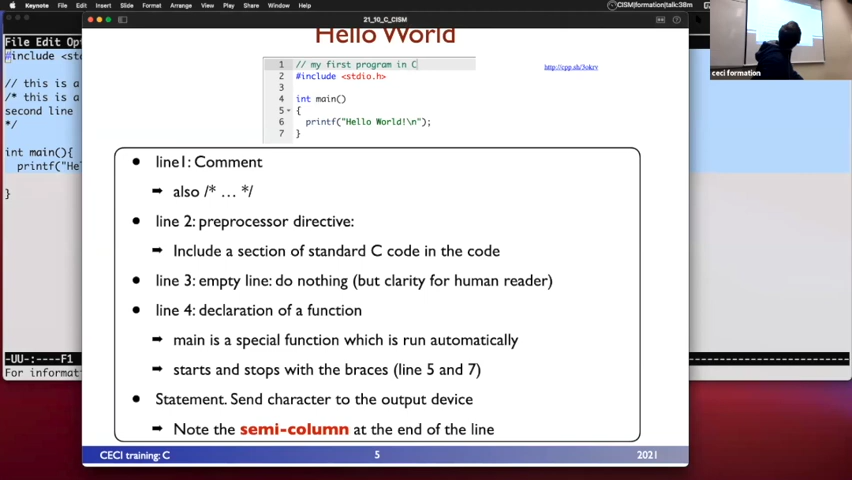 Keynote File Edit Insert Slide Format Arrange View Play Share Window Help
CISM|formation|talk:38m
21_10_C_CISM
File Edit Op
#include <st
// this is a
/* this is a
second line
*/
int main(){
printf("He
}
-UU-:----F1
For informat
Hello World
1 // my first program in C
2 #include <stdio.h>
3
4 int main()
5 {
6 printf("Hello World!\n");
7 }
http://cpp.sh/3okrv
line1: Comment
also /* … */
line 2: preprocessor directive:
Include a section of standard C code in the code
line 3: empty line: do nothing (but clarity for human reader)
line 4: declaration of a function
main is a special function which is run automatically
starts and stops with the braces (line 5 and 7)
Statement. Send character to the output device
Note the semi-column at the end of the line
CECI training: C
5
2021
ceci formation